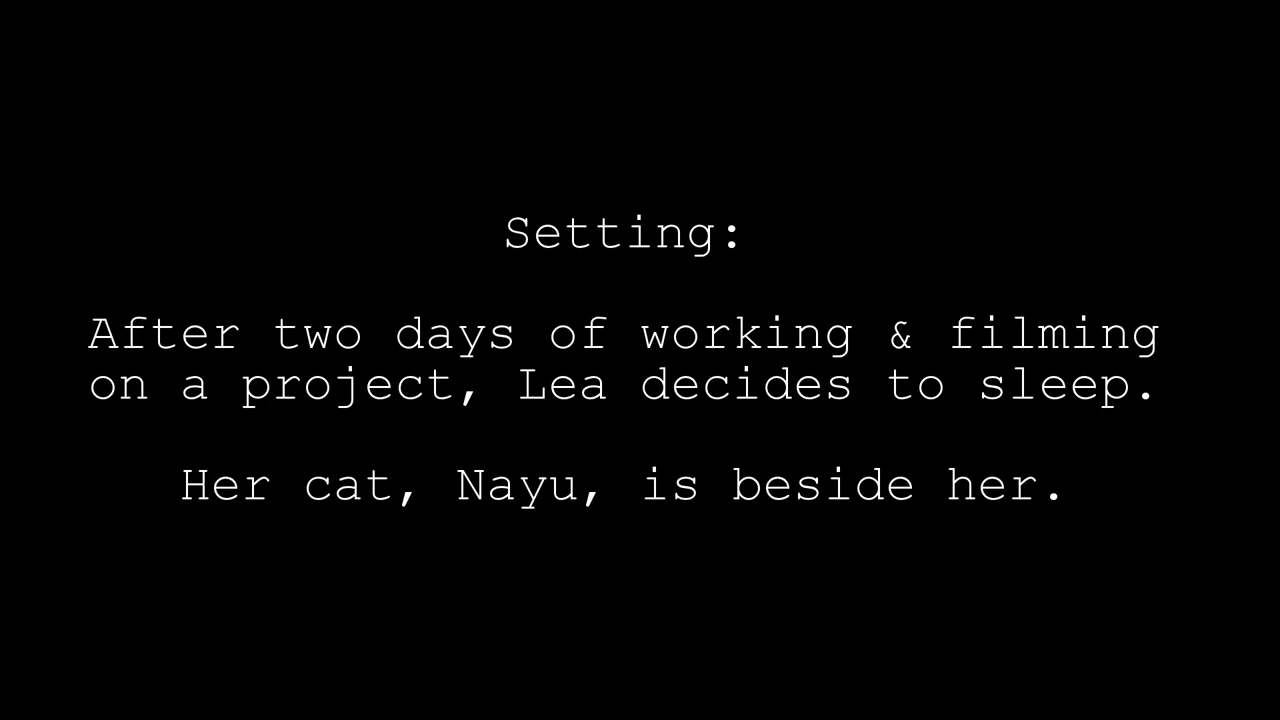 Setting:
After two days of working & filming
on a project, Lea decides to sleep.
Her cat, Nayu, is beside her.